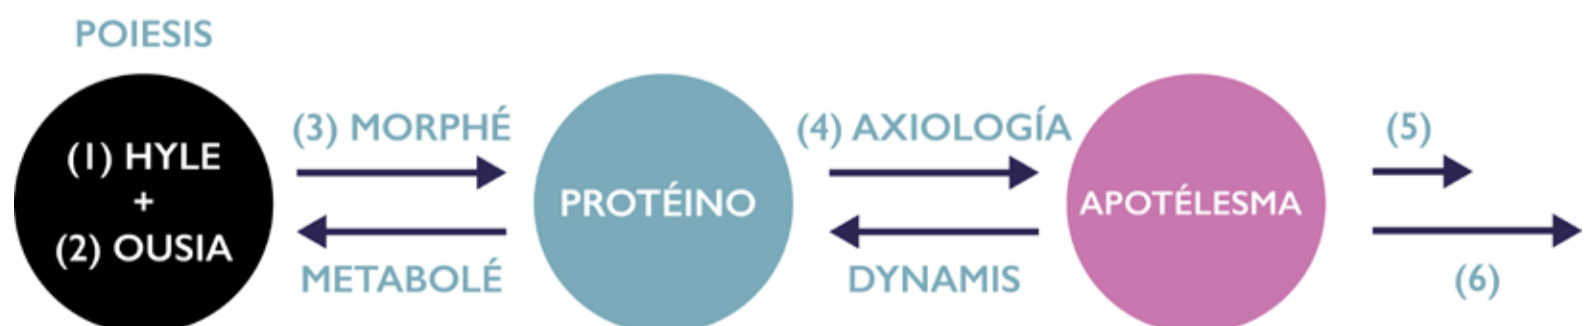 POIESIS
(1) HYLE
+
(2) OUSIA
(3) MORPHÉ
METABOLÉ
PROTÉINO
(4) AXIOLOGÍA
DYNAMIS
APOTÉLESMA
(5)
(6)